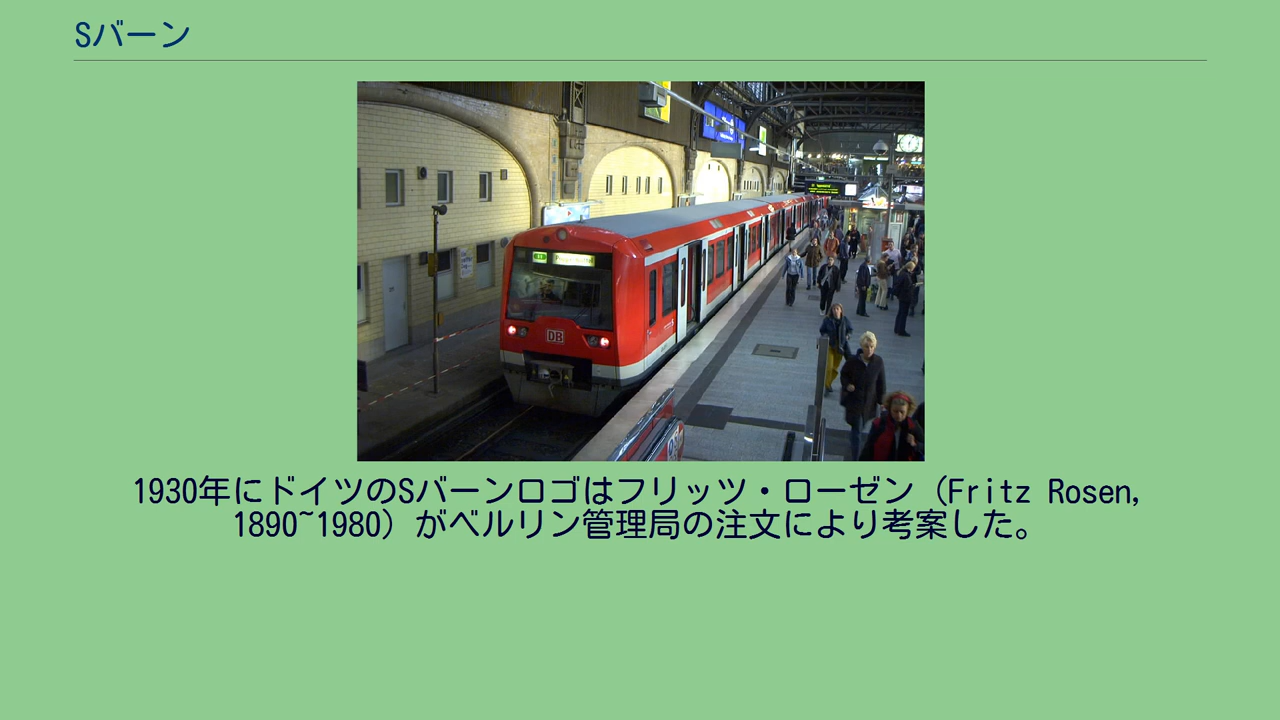 Sバーン
DB
1930年にドイツのSバーンロゴはフリッツ・ローゼン（Fritz Rosen,
1890~1980）がベルリン管理局の注文により考案した。